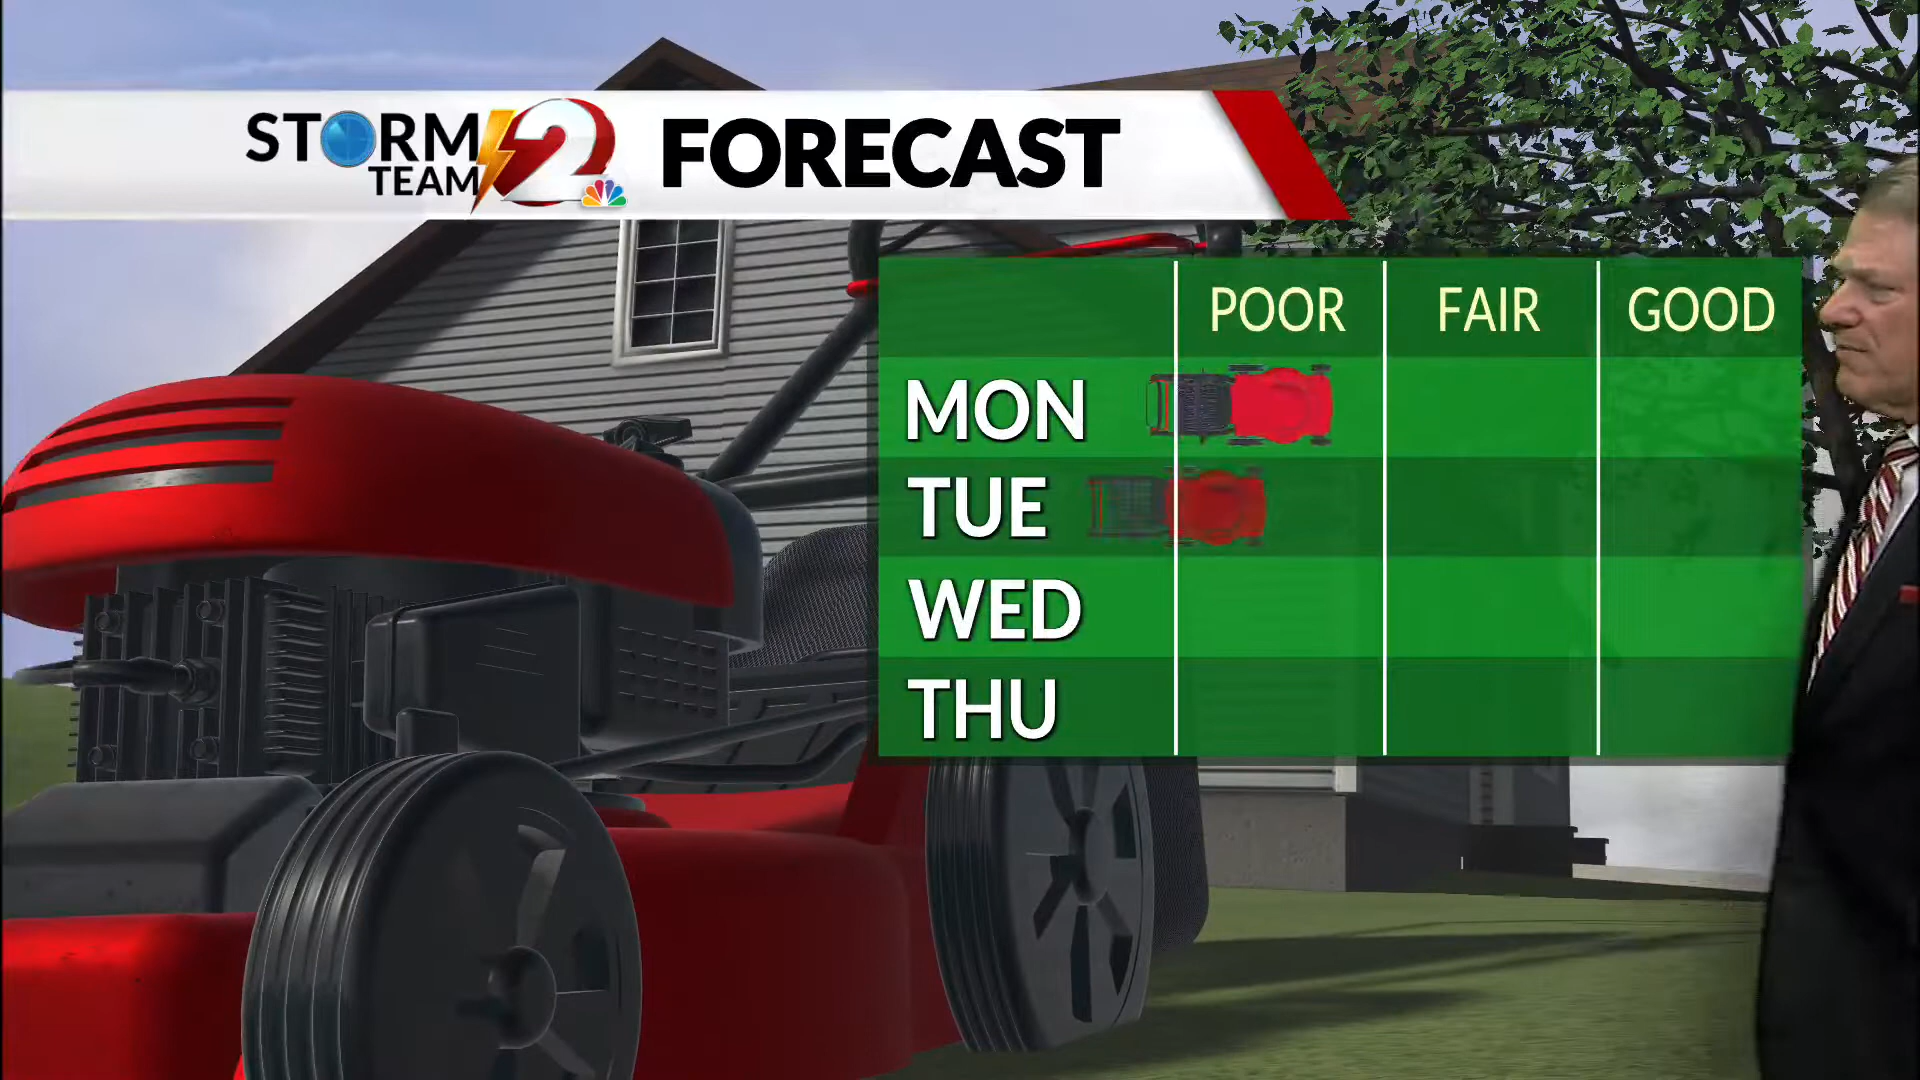 STORM TEAM 2 FORECAST
POOR FAIR GOOD
MON
TUE
WED
THU